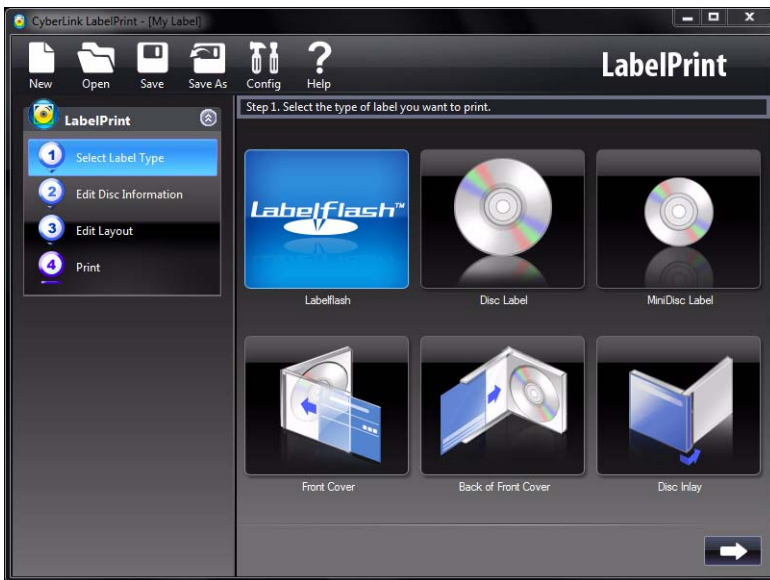 CyberLink LabelPrint - [My Label]
New Open Save Save As Config Help
LabelPrint
LabelPrint
1 Select Label Type
2 Edit Disc Information
3 Edit Layout
4 Print
Step 1. Select the type of label you want to print.
Labelflash™
Labelflash
Disc Label
MiniDisc Label
Front Cover
Back of Front Cover
Disc Inlay